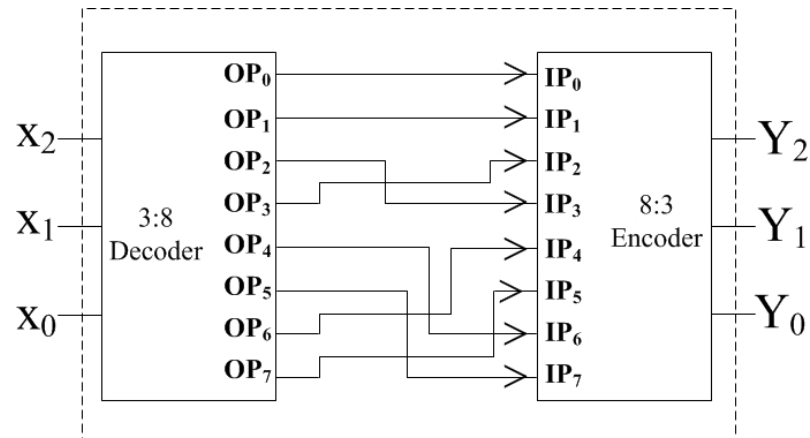 X₂
X₁
X₀
3:8
Decoder
OP₀
OP₁
OP₂
OP₃
OP₄
OP₅
OP₆
OP₇
IP₀
IP₁
IP₂
IP₃
IP₄
IP₅
IP₆
IP₇
8:3
Encoder
Y₂
Y₁
Y₀